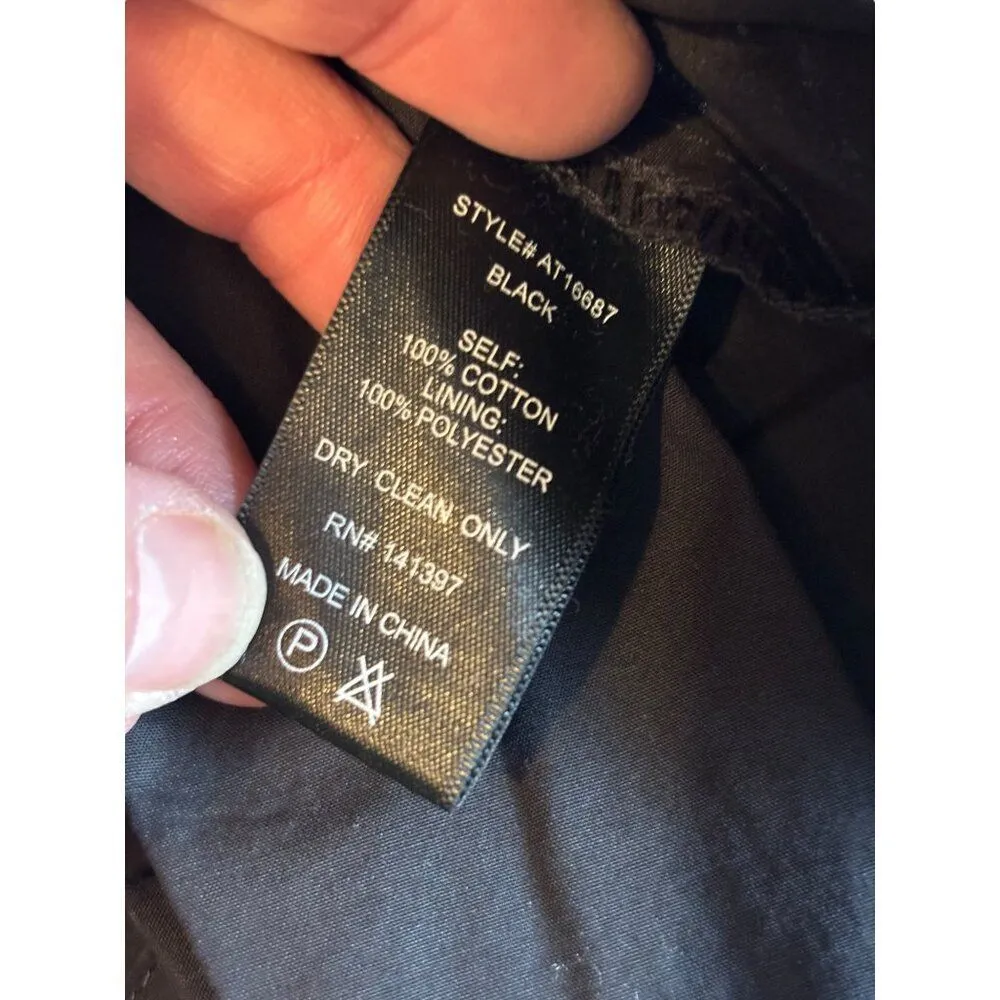 STYLE# AT16687
BLACK
SELF:
100% COTTON
LINING:
100% POLYESTER
DRY CLEAN ONLY
RN# 141397
MADE IN CHINA
P